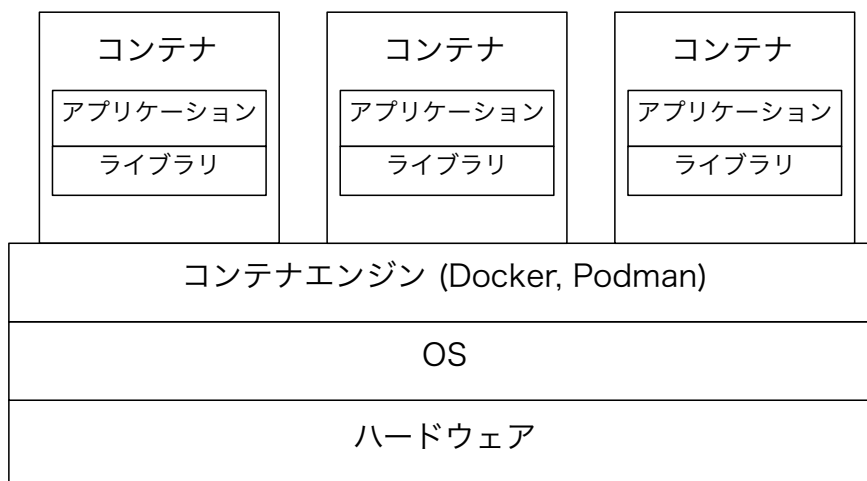 コンテナ
コンテナ
コンテナ
アプリケーション
アプリケーション
アプリケーション
ライブラリ
ライブラリ
ライブラリ
コンテナエンジン (Docker, Podman)
OS
ハードウェア